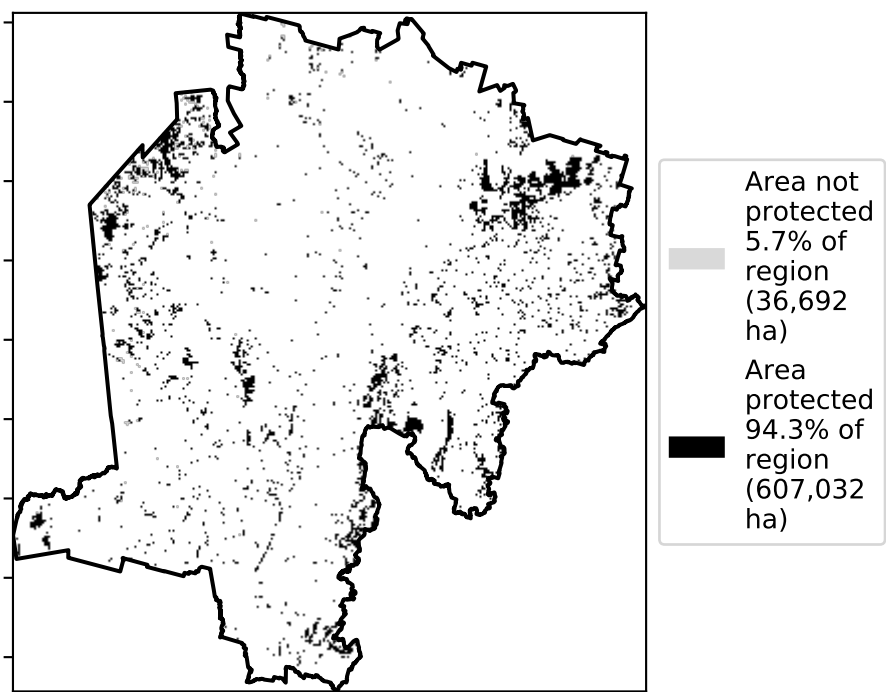 Area not
protected
5.7% of
region
(36,692
ha)
Area
protected
94.3% of
region
(607,032
ha)